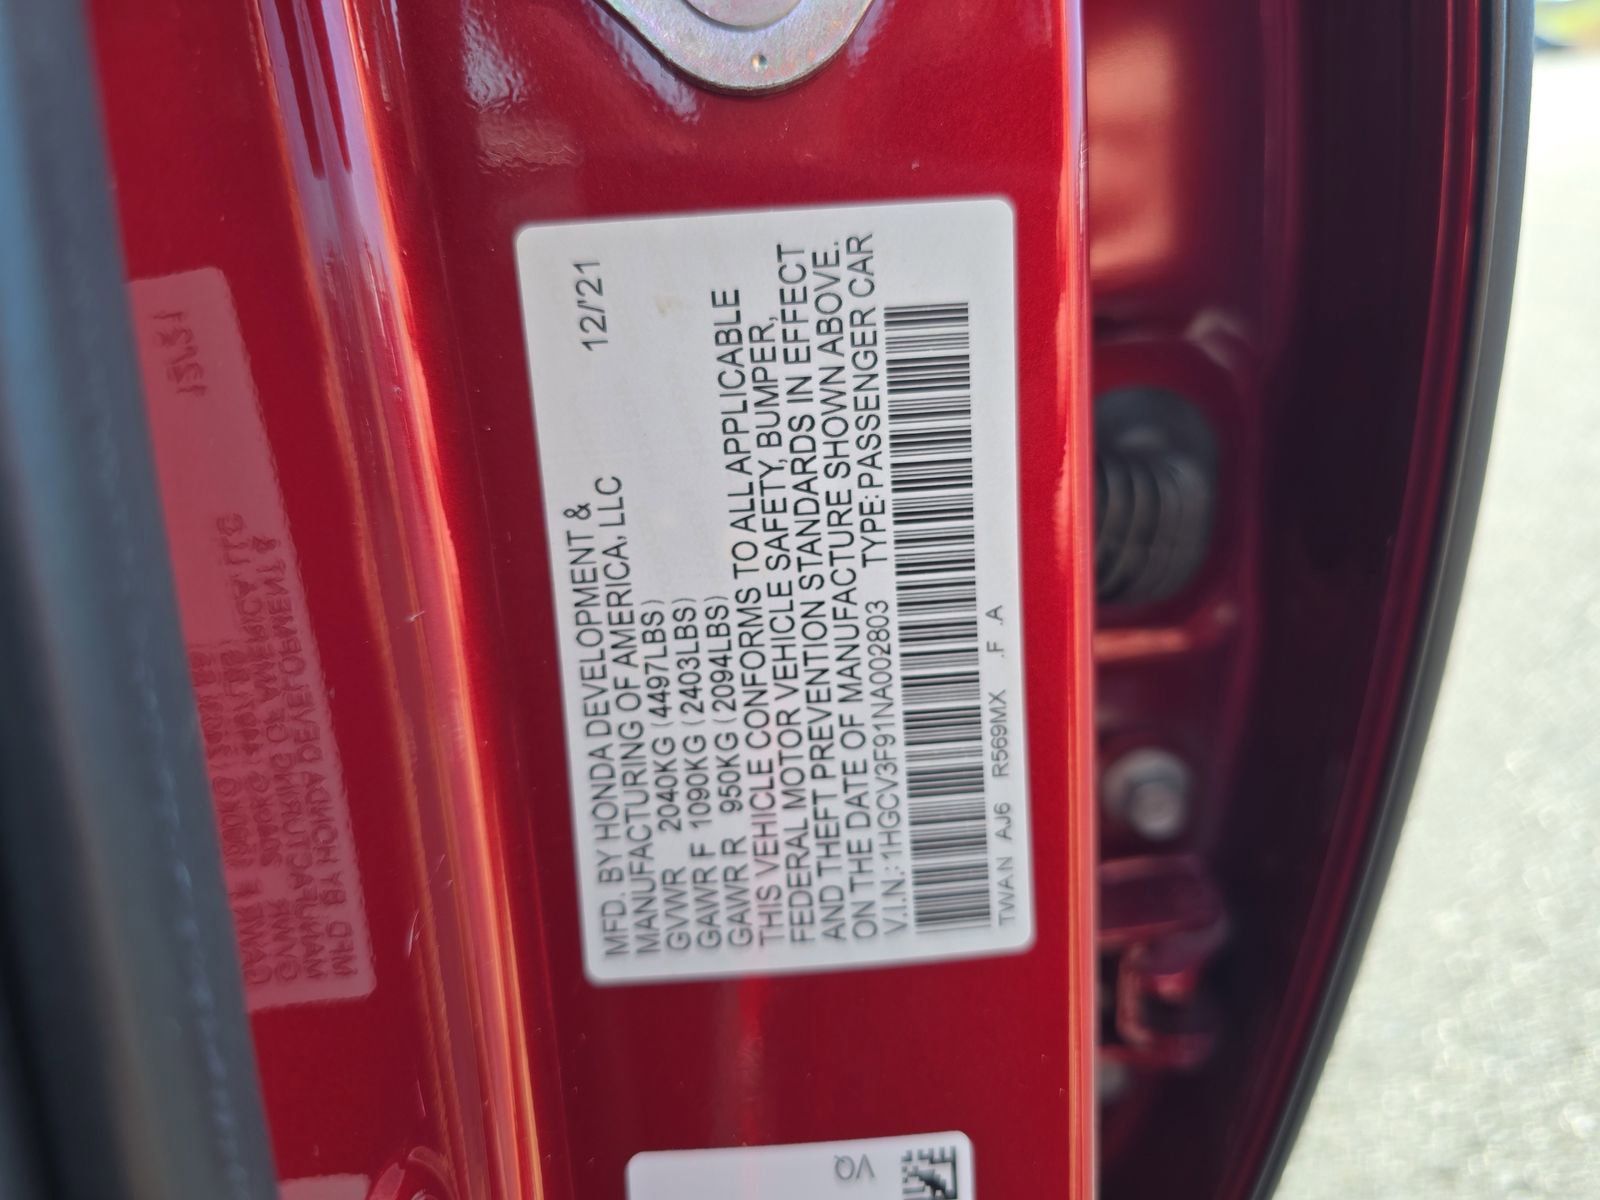 MFD. BY HONDA DEVELOPMENT &
MANUFACTURING OF AMERICA, LLC 12/'21
GVWR 2040KG (4497LBS)
GAWR F 1090KG (2403LBS)
GAWR R 950KG (2094LBS)
THIS VEHICLE CONFORMS TO ALL APPLICABLE
FEDERAL MOTOR VEHICLE SAFETY, BUMPER,
AND THEFT PREVENTION STANDARDS IN EFFECT
ON THE DATE OF MANUFACTURE SHOWN ABOVE.
V.I.N.: 1HGCV3F91NA002803 TYPE: PASSENGER CAR
TWAN AJ6 R569MX .F .A
VQ